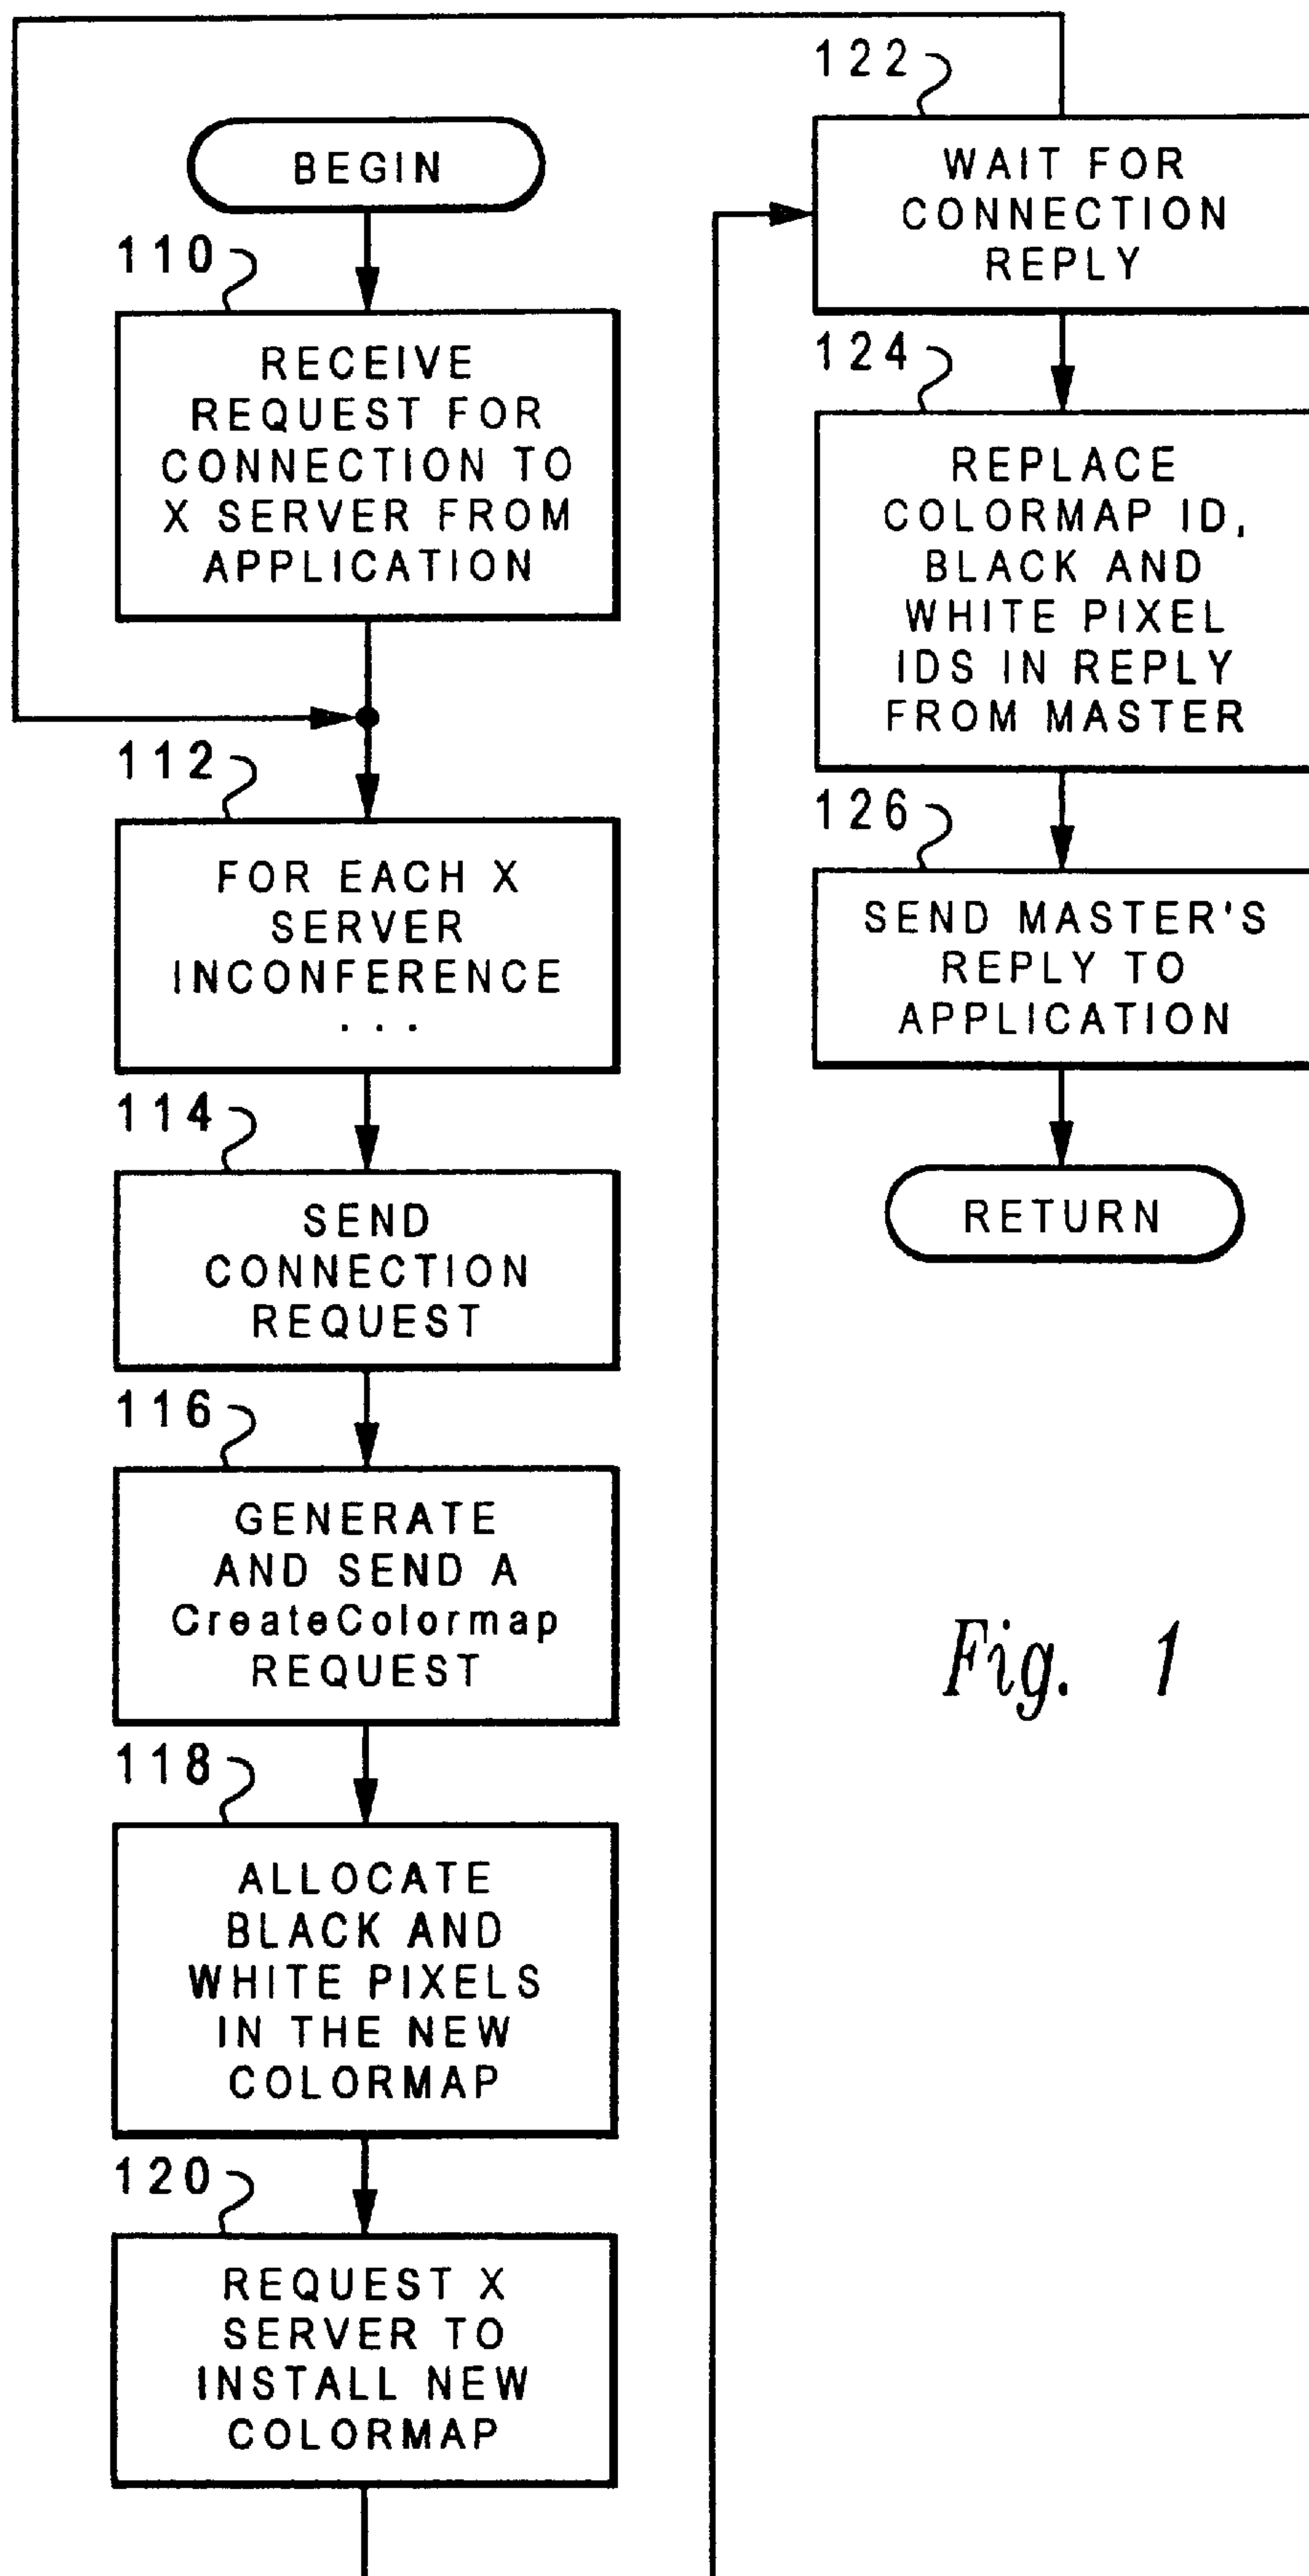 BEGIN
110
RECEIVE
REQUEST FOR
CONNECTION TO
X SERVER FROM
APPLICATION
112
FOR EACH X
SERVER
INCONFERENCE
...
114
SEND
CONNECTION
REQUEST
116
GENERATE
AND SEND A
CreateColormap
REQUEST
118
ALLOCATE
BLACK AND
WHITE PIXELS
IN THE NEW
COLORMAP
120
REQUEST X
SERVER TO
INSTALL NEW
COLORMAP
122
WAIT FOR
CONNECTION
REPLY
124
REPLACE
COLORMAP ID,
BLACK AND
WHITE PIXEL
IDS IN REPLY
FROM MASTER
126
SEND MASTER'S
REPLY TO
APPLICATION
RETURN
Fig. 1